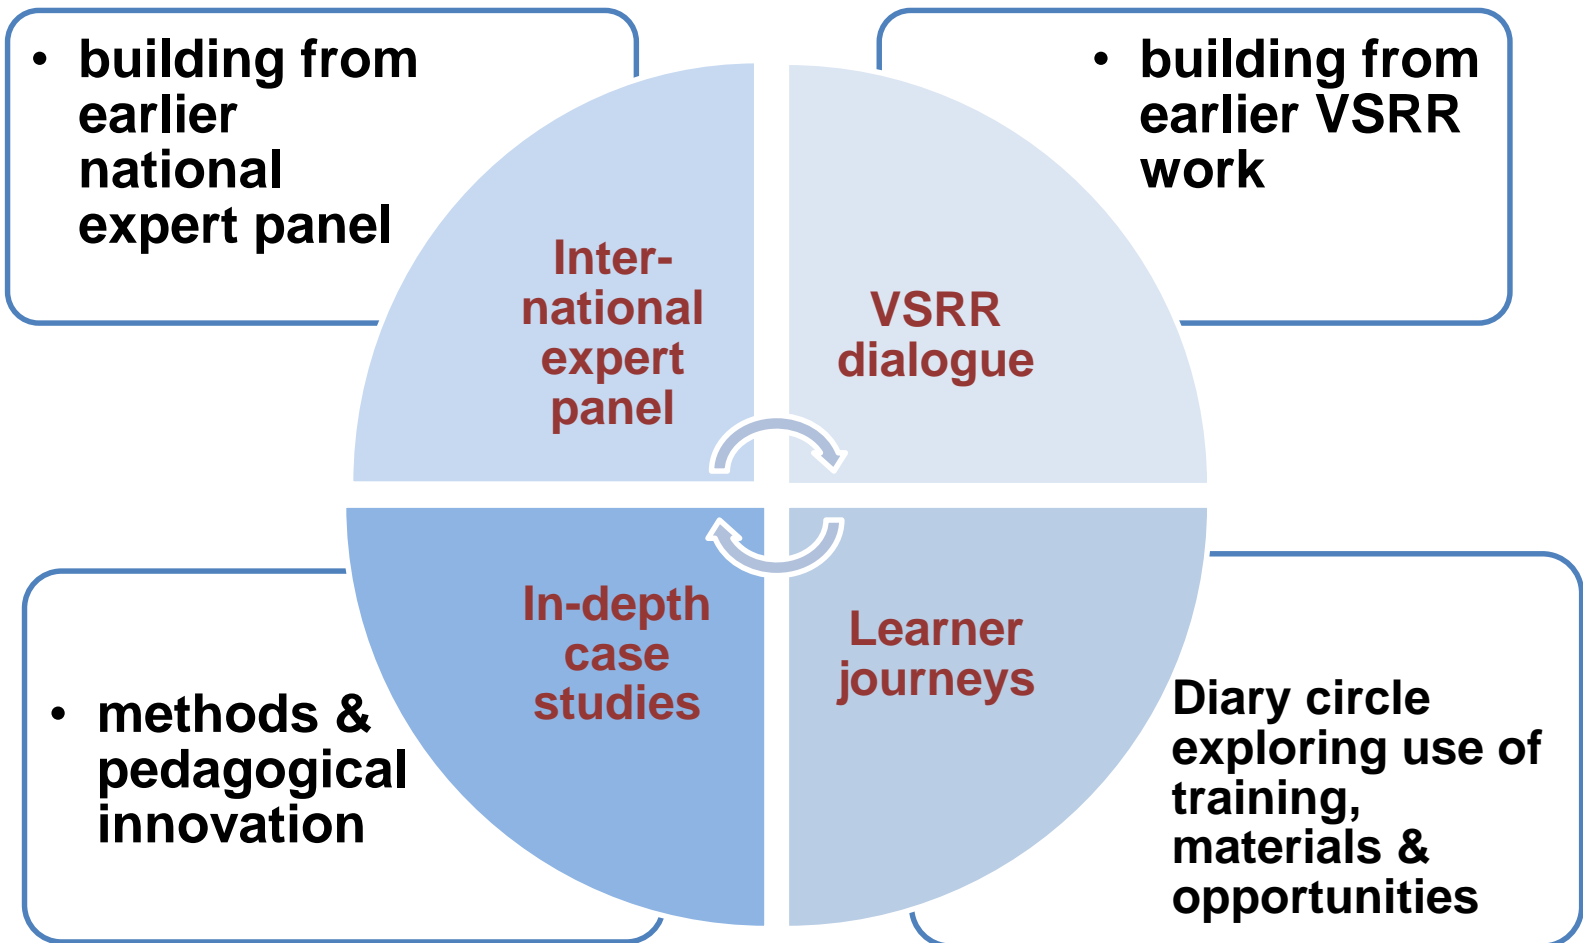 • building from
earlier
national
expert panel
• building from
earlier VSRR
work
Inter-
national
expert
panel
VSRR
dialogue
In-depth
case
studies
Learner
journeys
• methods &
pedagogical
innovation
Diary circle
exploring use of
training,
materials &
opportunities